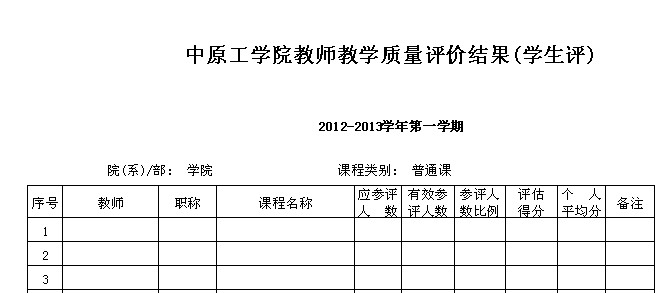 中原工学院教师教学质量评价结果(学生评)
2012-2013学年第一学期
院(系)/部: 学院 课程类别: 普通课
序号 教师 职称 课程名称 应参评人 数 有效参评人数 参评人数比例 评估得分 个 人平均分 备注
1
2
3